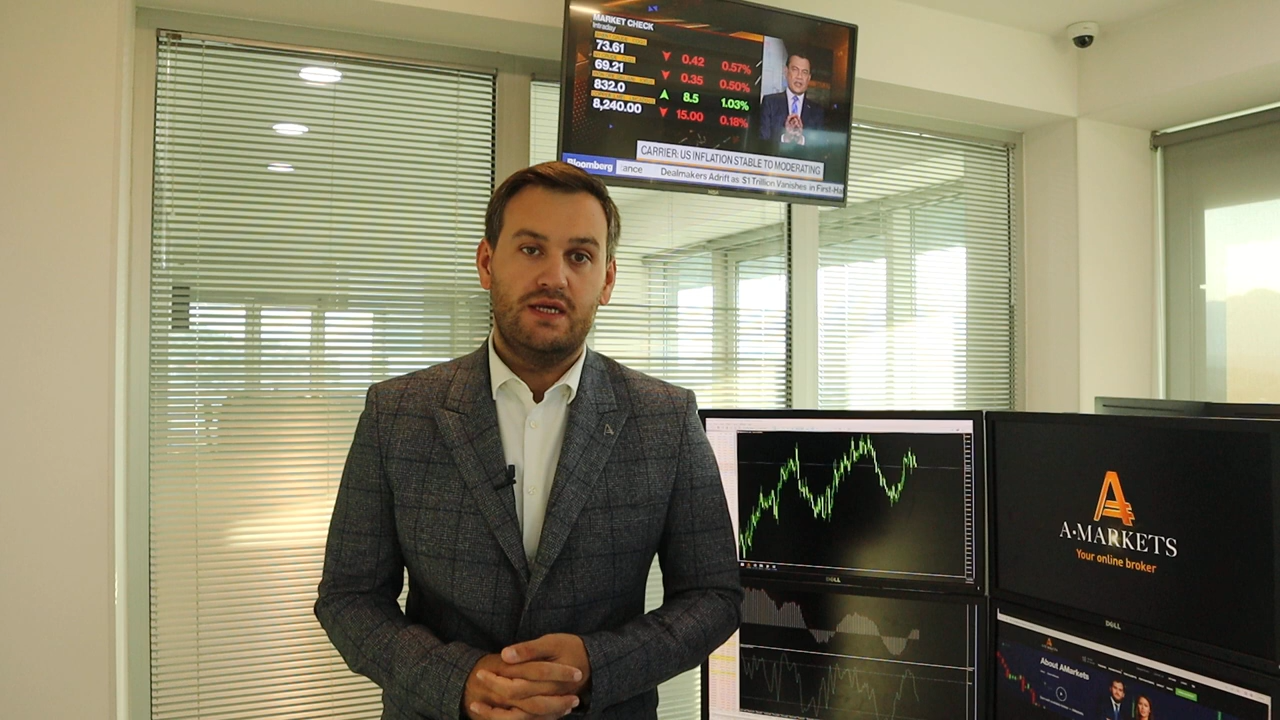 MARKET CHECK
Intraday
73.61 0.42 0.57%
69.21 0.35 0.50%
832.0 8.5 1.03%
8,240.00 15.00 0.18%
CARRIER: US INFLATION STABLE TO MODERATING
Bloomberg ance Dealmakers Adrift as $1 Trillion Vanishes in First-Ha
A
A·MARKETS
Your online broker
DELL
DELL
About AMarkets